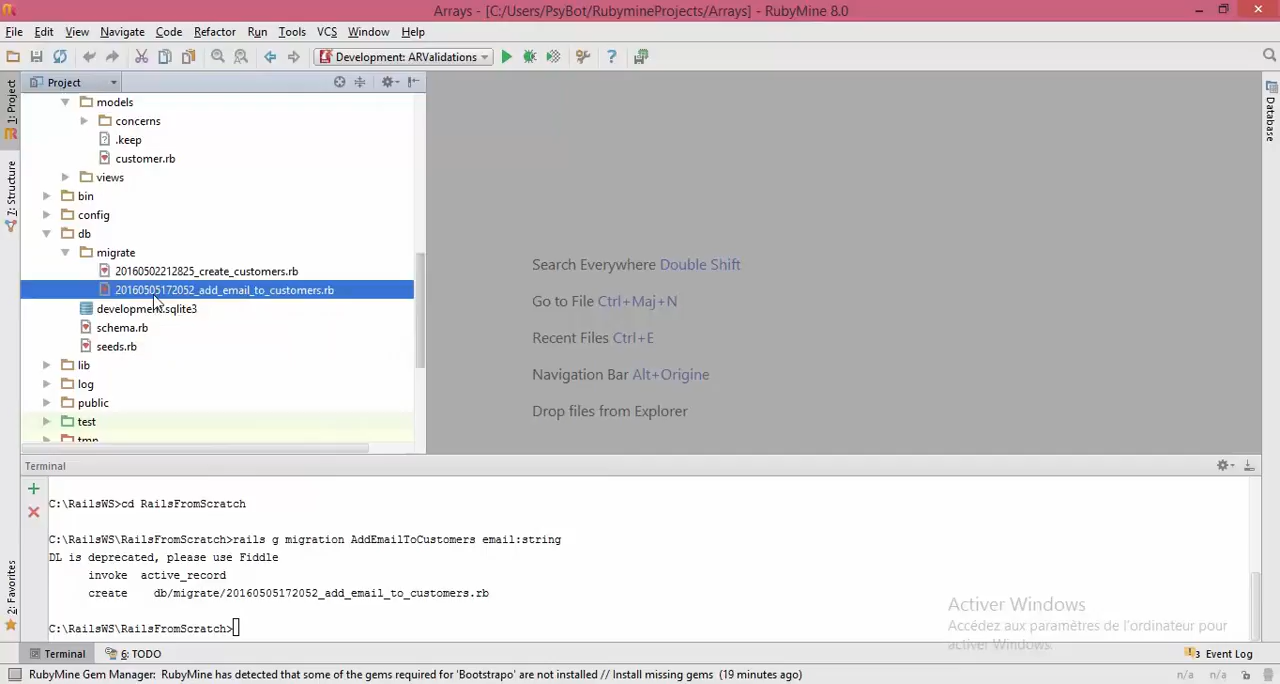 Arrays - [C:/Users/PsyBot/RubymineProjects/Arrays] - RubyMine 8.0
File Edit View Navigate Code Refactor Run Tools VCS Window Help
Development: ARValidations
Project
1: Project
7: Structure
2: Favorites
Database
models
concerns
.keep
customer.rb
views
bin
config
db
migrate
20160502212825_create_customers.rb
20160505172052_add_email_to_customers.rb
development.sqlite3
schema.rb
seeds.rb
lib
log
public
test
tmp
Search Everywhere Double Shift
Go to File Ctrl+Maj+N
Recent Files Ctrl+E
Navigation Bar Alt+Origine
Drop files from Explorer
Terminal
C:\RailsWS>cd RailsFromScratch
C:\RailsWS\RailsFromScratch>rails g migration AddEmailToCustomers email:string
DL is deprecated, please use Fiddle
invoke active_record
create db/migrate/20160505172052_add_email_to_customers.rb
C:\RailsWS\RailsFromScratch>
Activer Windows
Accédez aux paramètres de l'ordinateur pour
activer Windows.
Terminal 6: TODO
3 Event Log
RubyMine Gem Manager: RubyMine has detected that some of the gems required for 'Bootstrapo' are not installed // Install missing gems (19 minutes ago)
n/a n/a